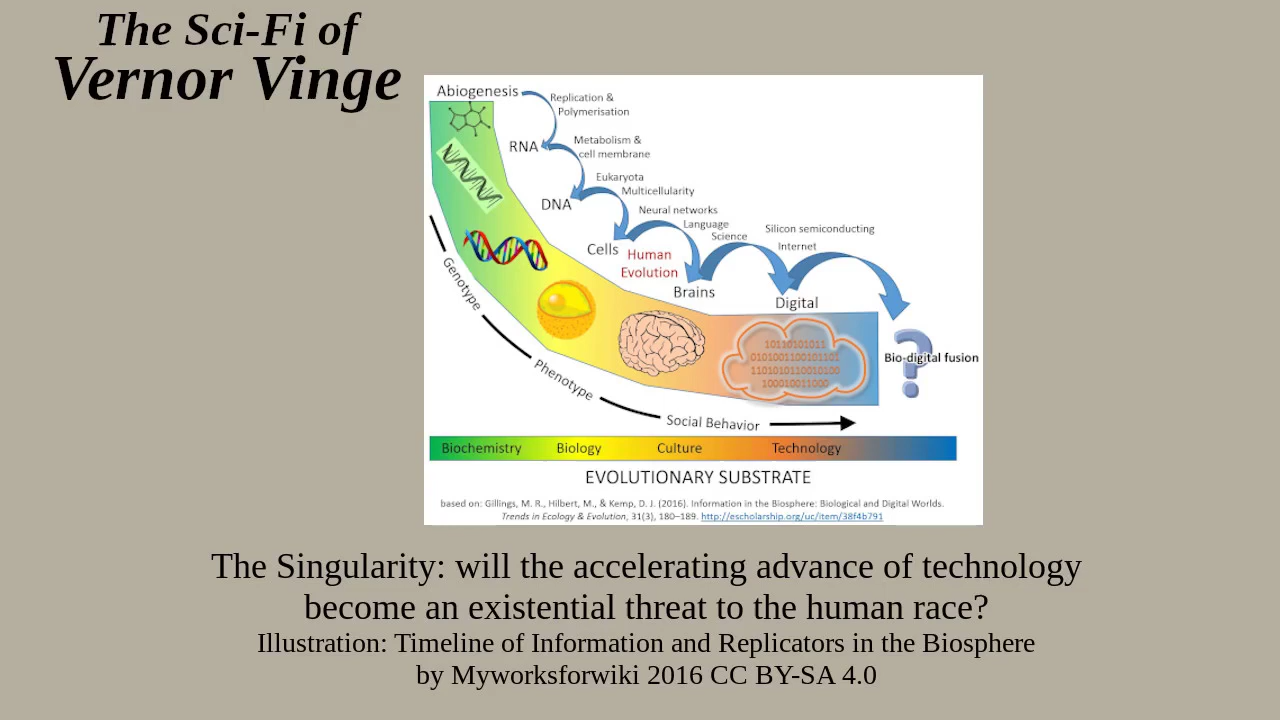 The Sci-Fi of
Vernor Vinge
Abiogenesis
Replication &
Polymerisation
RNA
Metabolism &
cell membrane
Eukaryota
Multicellularity
DNA
Neural networks
Language
Science
Cells
Human
Evolution
Silicon semiconducting
Internet
Brains
Digital
10110101011
0101001100101101
1101010110010100
100010011000
?
Bio-digital fusion
Genotype
Phenotype
Social Behavior
Biochemistry Biology Culture Technology
EVOLUTIONARY SUBSTRATE
based on: Gillings, M. R., Hilbert, M., & Kemp, D. J. (2016). Information in the Biosphere: Biological and Digital Worlds.
Trends in Ecology & Evolution, 31(3), 180–189. http://escholarship.org/uc/item/38f4b791
The Singularity: will the accelerating advance of technology
become an existential threat to the human race?
Illustration: Timeline of Information and Replicators in the Biosphere
by Myworksforwiki 2016 CC BY-SA 4.0